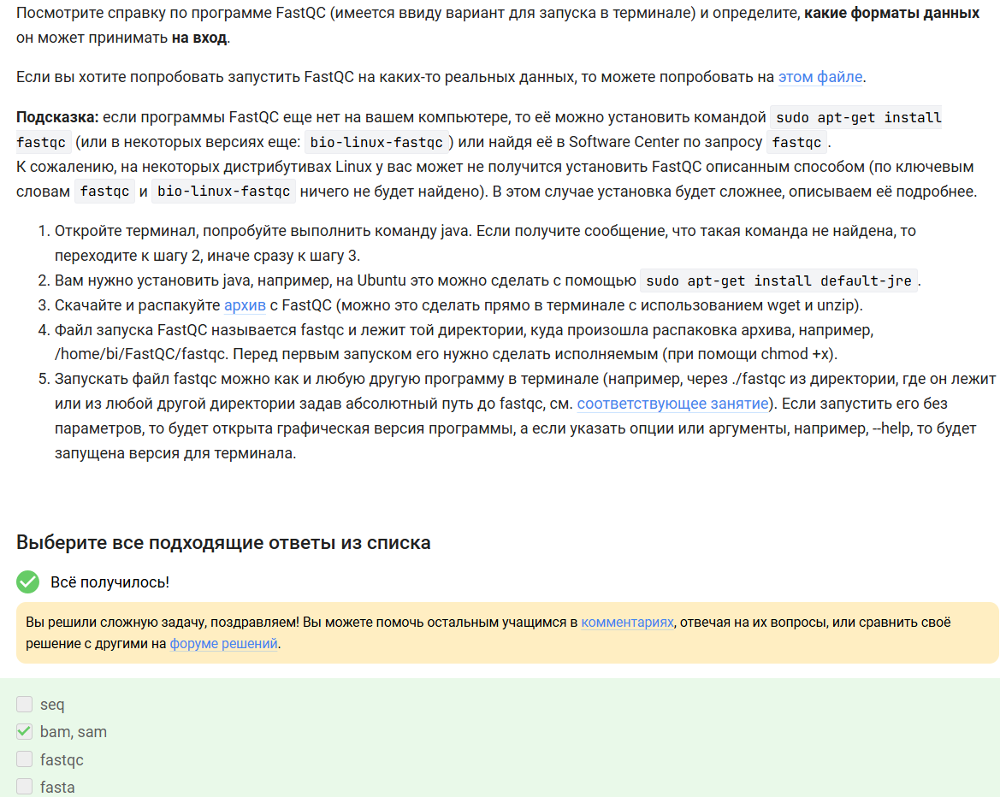 Посмотрите справку по программе FastQC (имеется ввиду вариант для запуска в терминале) и определите, какие форматы данных
он может принимать на вход.
Если вы хотите попробовать запустить FastQC на каких-то реальных данных, то можете попробовать на этом файле.
Подсказка: если программы FastQC еще нет на вашем компьютере, то её можно установить командой sudo apt-get install
fastqc (или в некоторых версиях еще: bio-linux-fastqc) или найдя её в Software Center по запросу fastqc.
К сожалению, на некоторых дистрибутивах Linux у вас может не получится установить FastQC описанным способом (по ключевым
словам fastqc и bio-linux-fastqc ничего не будет найдено). В этом случае установка будет сложнее, описываем её подробнее.
1. Откройте терминал, попробуйте выполнить команду java. Если получите сообщение, что такая команда не найдена, то
переходите к шагу 2, иначе сразу к шагу 3.
2. Вам нужно установить java, например, на Ubuntu это можно сделать с помощью sudo apt-get install default-jre.
3. Скачайте и распакуйте архив с FastQC (можно это сделать прямо в терминале с использованием wget и unzip).
4. Файл запуска FastQC называется fastqc и лежит той директории, куда произошла распаковка архива, например,
/home/bi/FastQC/fastqc. Перед первым запуском его нужно сделать исполняемым (при помощи chmod +x).
5. Запускать файл fastqc можно как и любую другую программу в терминале (например, через ./fastqc из директории, где он лежит
или из любой другой директории задав абсолютный путь до fastqc, см. соответствующее занятие). Если запустить его без
параметров, то будет открыта графическая версия программы, а если указать опции или аргументы, например, --help, то будет
запущена версия для терминала.
Выберите все подходящие ответы из списка
Всё получилось!
Вы решили сложную задачу, поздравляем! Вы можете помочь остальным учащимся в комментариях, отвечая на их вопросы, или сравнить своё
решение с другими на форуме решений.
seq
bam, sam
fastqc
fasta